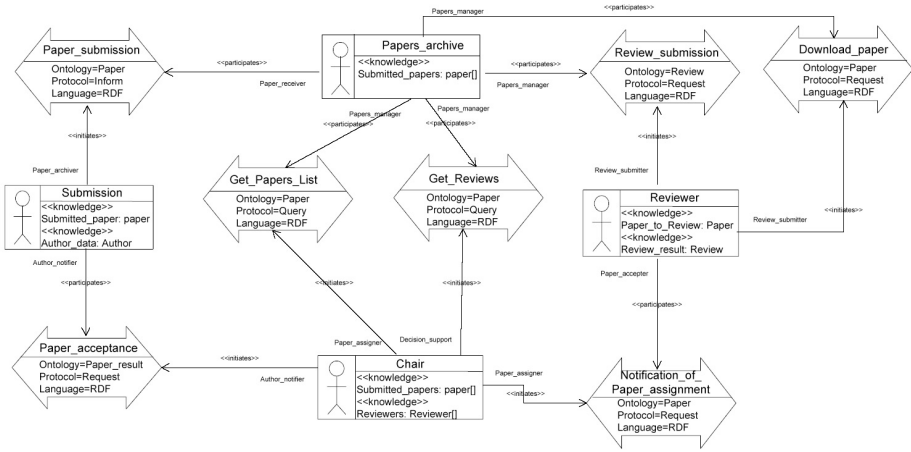 Papers_manager
<<participates>>
Paper_submission
Ontology=Paper
Protocol=Inform
Language=RDF
<<participates>>
Paper_receiver
Papers_archive
<<knowledge>>
Submitted_papers: paper[]
<<participates>>
Papers_manager
Review_submission
Ontology=Review
Protocol=Request
Language=RDF
Download_paper
Ontology=Paper
Protocol=Request
Language=RDF
Papers_manager
<<participates>>
Papers_manager
<<participates>>
<<initiates>>
Paper_archiver
<<initiates>>
Review_submitter
Get_Papers_List
Ontology=Paper
Protocol=Query
Language=RDF
Get_Reviews
Ontology=Paper
Protocol=Query
Language=RDF
Submission
<<knowledge>>
Submitted_paper: paper
<<knowledge>>
Author_data: Author
Author_notifier
<<participates>>
Reviewer
<<knowledge>>
Paper_to_Review: Paper
<<knowledge>>
Review_result: Review
Review_submitter
<<initiates>>
Paper_accepter
<<participates>>
<<initiates>>
<<initiates>>
Paper_assigner
Decision_support
Paper_acceptance
Ontology=Paper_result
Protocol=Request
Language=RDF
<<initiates>>
Author_notifier
Chair
<<knowledge>>
Submitted_papers: paper[]
<<knowledge>>
Reviewers: Reviewer[]
Paper_assigner
<<initiates>>
Notification_of_
Paper_assignment
Ontology=Paper
Protocol=Request
Language=RDF